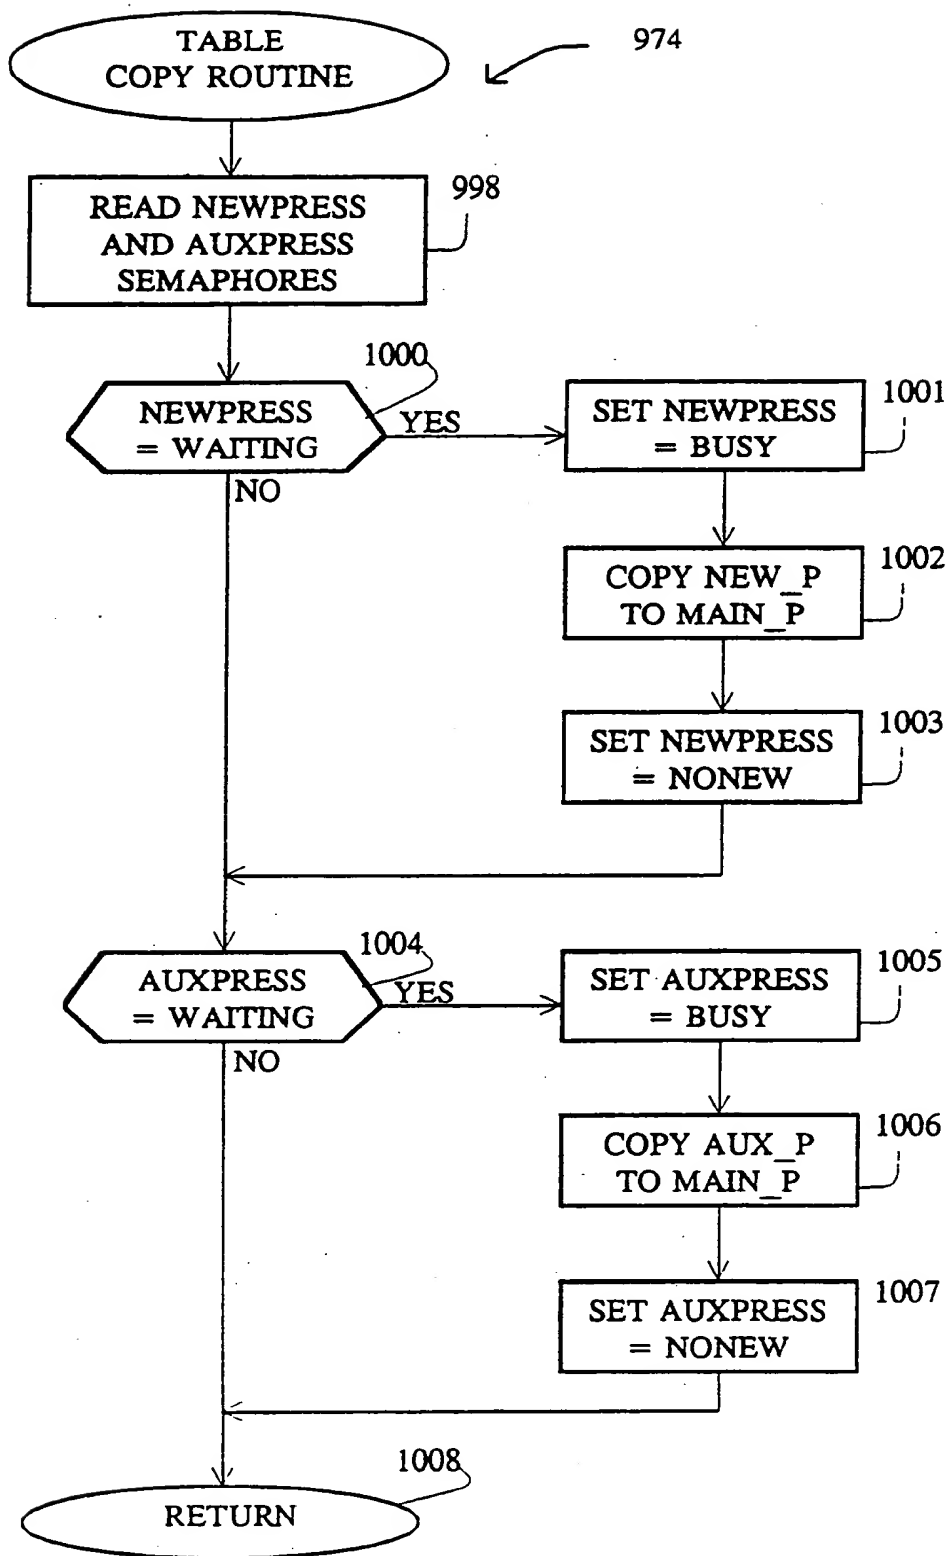 TABLE
COPY ROUTINE
974
READ NEWPRESS
AND AUXPRESS
SEMAPHORES
998
NEWPRESS
= WAITING
1000
YES
NO
SET NEWPRESS
= BUSY
1001
COPY NEW_P
TO MAIN_P
1002
SET NEWPRESS
= NONEW
1003
AUXPRESS
= WAITING
1004
YES
NO
SET AUXPRESS
= BUSY
1005
COPY AUX_P
TO MAIN_P
1006
SET AUXPRESS
= NONEW
1007
RETURN
1008